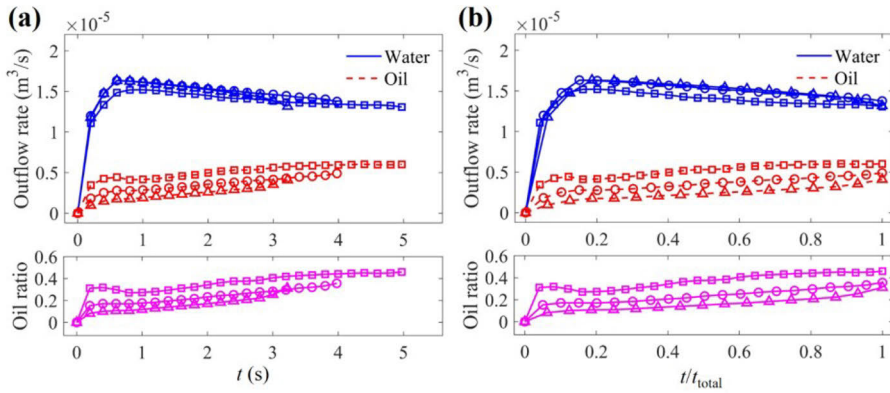 (a)
×10⁻⁵
Outflow rate (m³/s)
2
1.5
1
0.5
0
Water
Oil
0 1 2 3 4 5
Oil ratio
0.6
0.4
0.2
0
0 1 2 3 4 5
t (s)
(b)
×10⁻⁵
Outflow rate (m³/s)
2
1.5
1
0.5
0
Water
Oil
0 0.2 0.4 0.6 0.8 1
Oil ratio
0.6
0.4
0.2
0
0 0.2 0.4 0.6 0.8 1
t/t_total